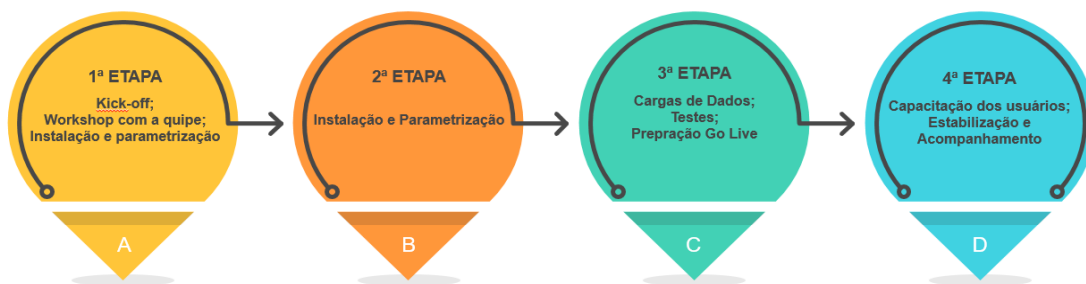 1ª ETAPA
Kick-off;
Workshop com a quipe;
Instalação e parametrização
A
2ª ETAPA
Instalação e Parametrização
B
3ª ETAPA
Cargas de Dados;
Testes;
Prepração Go Live
C
4ª ETAPA
Capacitação dos usuários;
Estabilização e
Acompanhamento
D